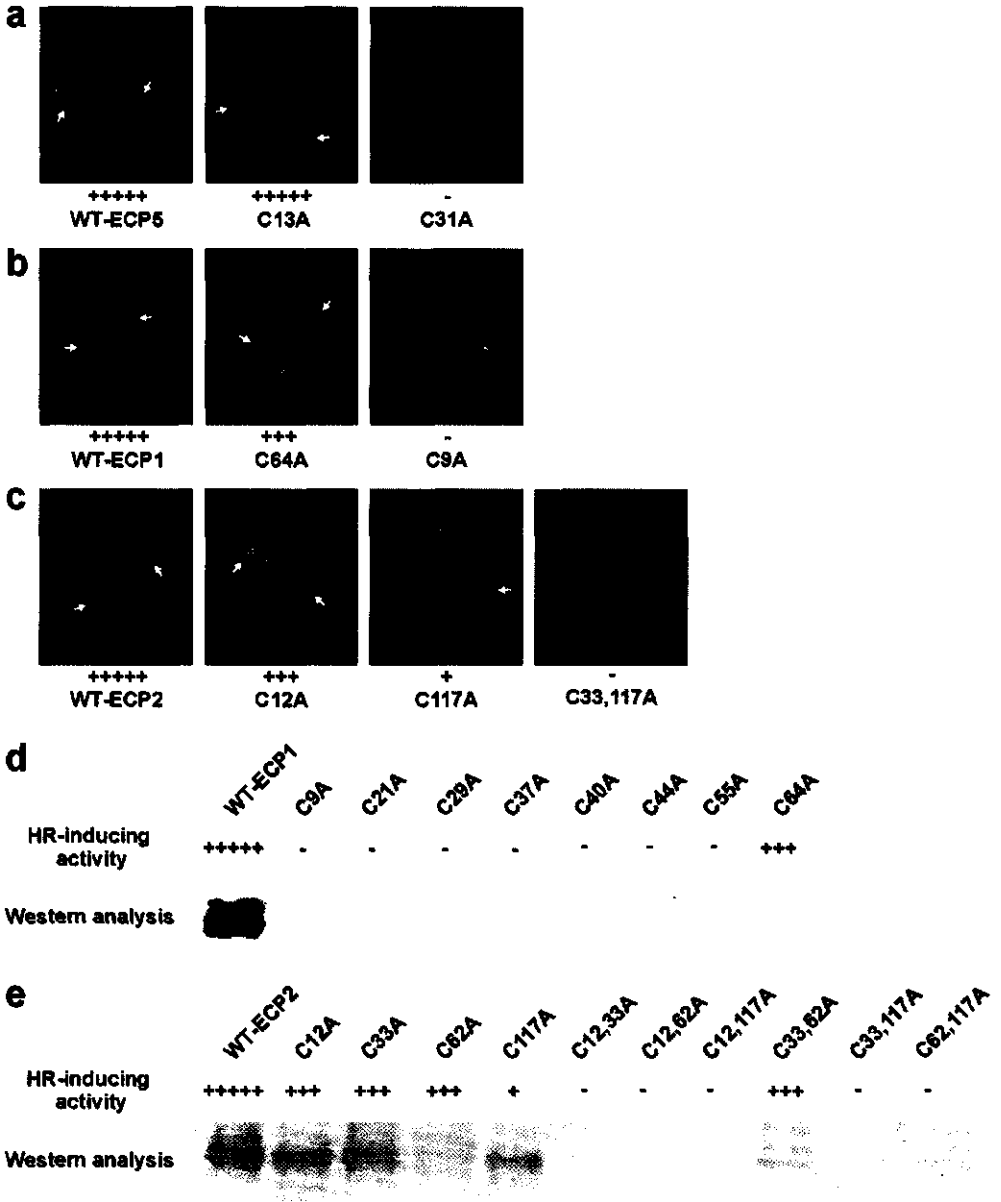 a
+++++ +++++ -
WT-ECP5 C13A C31A
b
+++++ +++ -
WT-ECP1 C64A C9A
c
+++++ +++ + -
WT-ECP2 C12A C117A C33,117A
d
WT-ECP1 C9A C21A C29A C37A C40A C44A C55A C64A
HR-inducing
activity
+++++ - - - - - - - +++
Western analysis
e
WT-ECP2 C12A C33A C62A C117A C12,33A C12,62A C12,117A C33,62A C33,117A C62,117A
HR-inducing
activity
+++++ +++ +++ +++ + - - - +++ - -
Western analysis